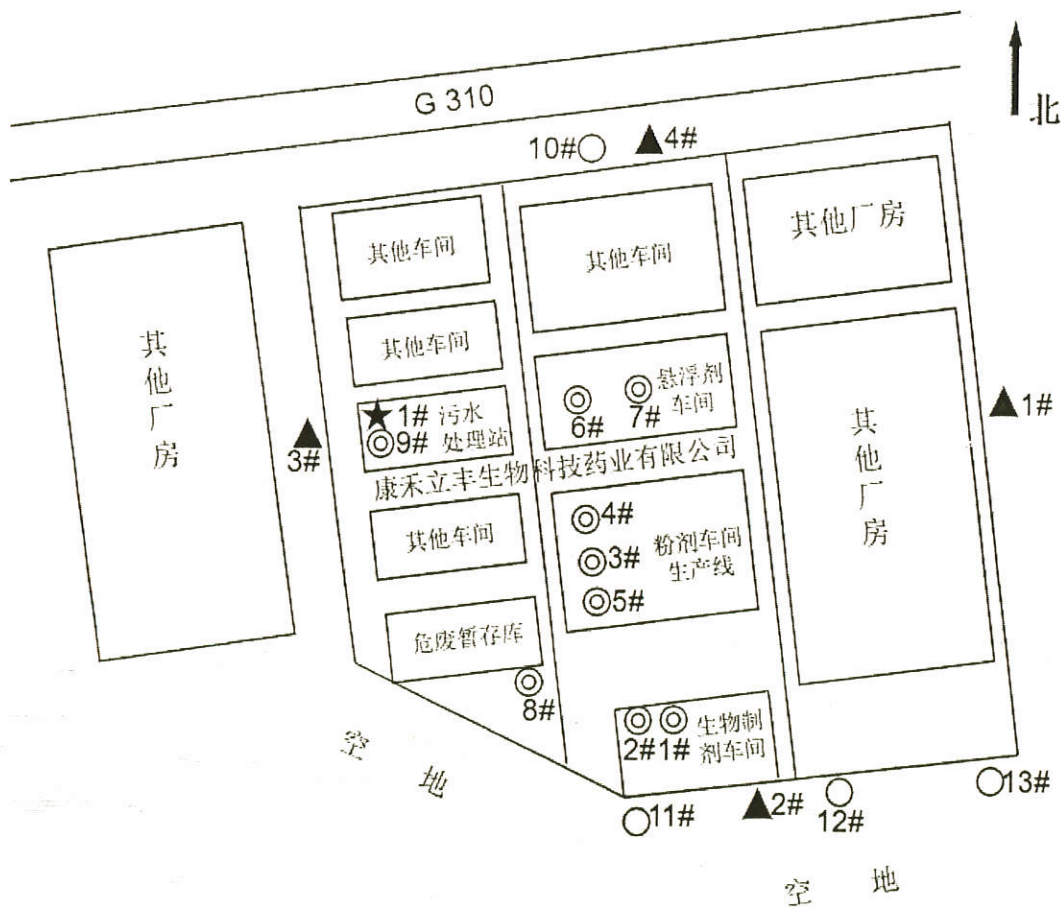 G 310
北
10#
4#
其他车间
其他车间
其他厂房
其他厂房
其他车间
6#
7#
悬浮剂
车间
1#
1# 污水
9# 处理站
3#
康禾立丰生物科技药业有限公司
其他厂房
其他车间
4#
3#
5#
粉剂车间
生产线
危废暂存库
8#
2#
1#
生物制
剂车间
空地
11#
2#
12#
13#
空地